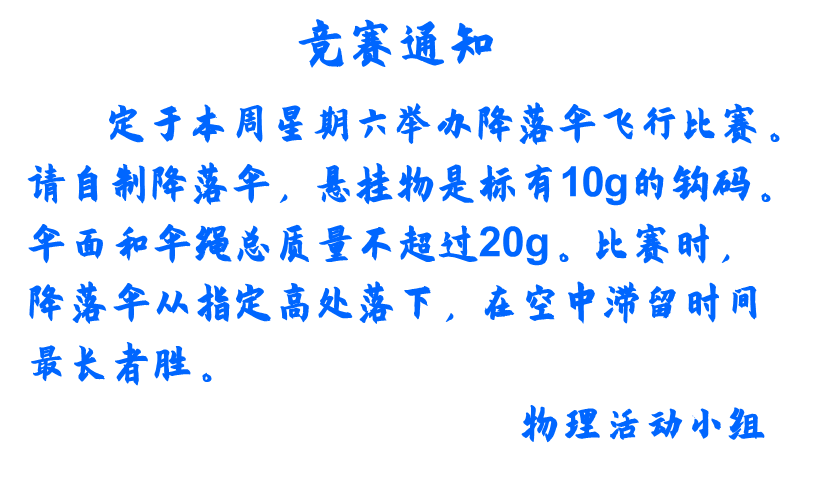 竞赛通知
定于本周星期六举办降落伞飞行比赛。
请自制降落伞，悬挂物是标有10g的钩码。
伞面和伞绳总质量不超过20g。比赛时，
降落伞从指定高处落下，在空中滞留时间
最长者胜。
物理活动小组